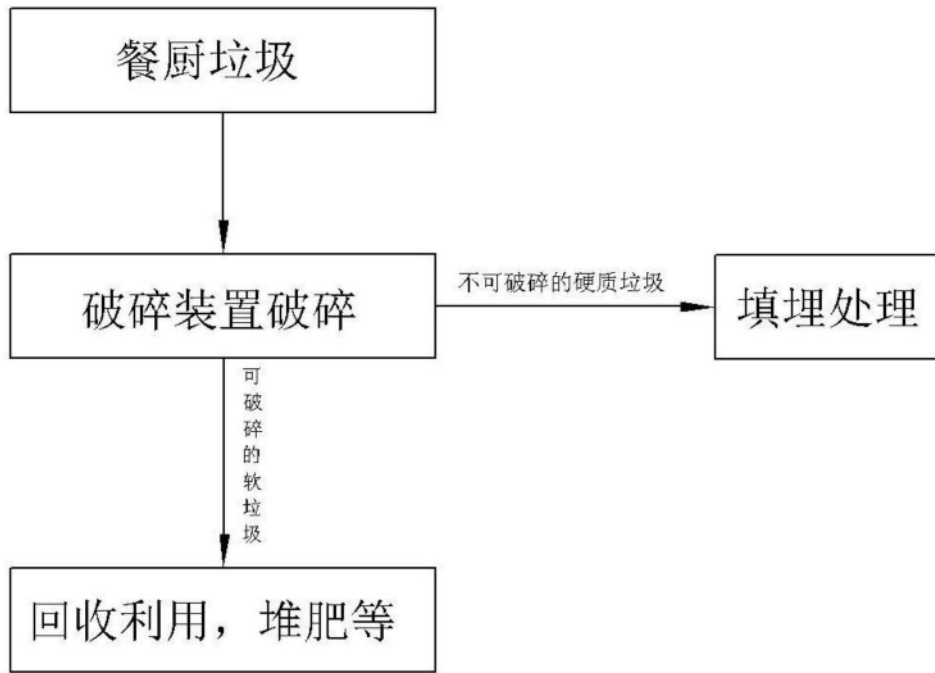 餐厨垃圾
破碎装置破碎
不可破碎的硬质垃圾
填埋处理
可破碎的软垃圾
回收利用，堆肥等